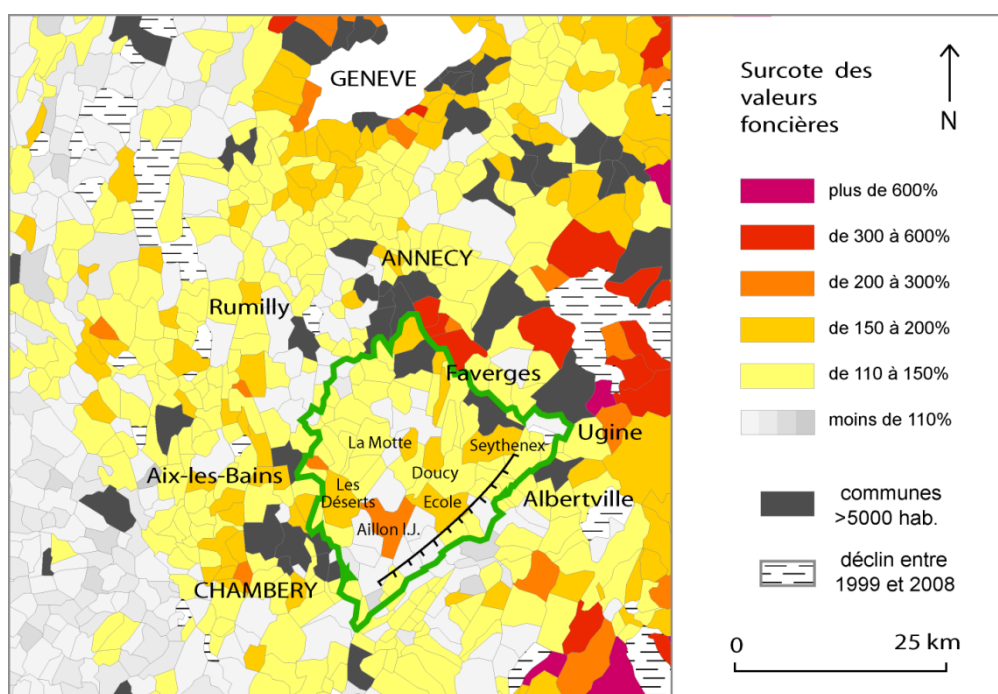 GENEVE
ANNECY
Rumilly
Faverges
La Motte
Seythenex
Ugine
Doucy
Aix-les-Bains
Les
Déserts
Ecole
Albertville
Aillon l.J.
CHAMBERY
Surcote des
valeurs
foncières
N
plus de 600%
de 300 à 600%
de 200 à 300%
de 150 à 200%
de 110 à 150%
moins de 110%
communes
>5000 hab.
déclin entre
1999 et 2008
0
25 km